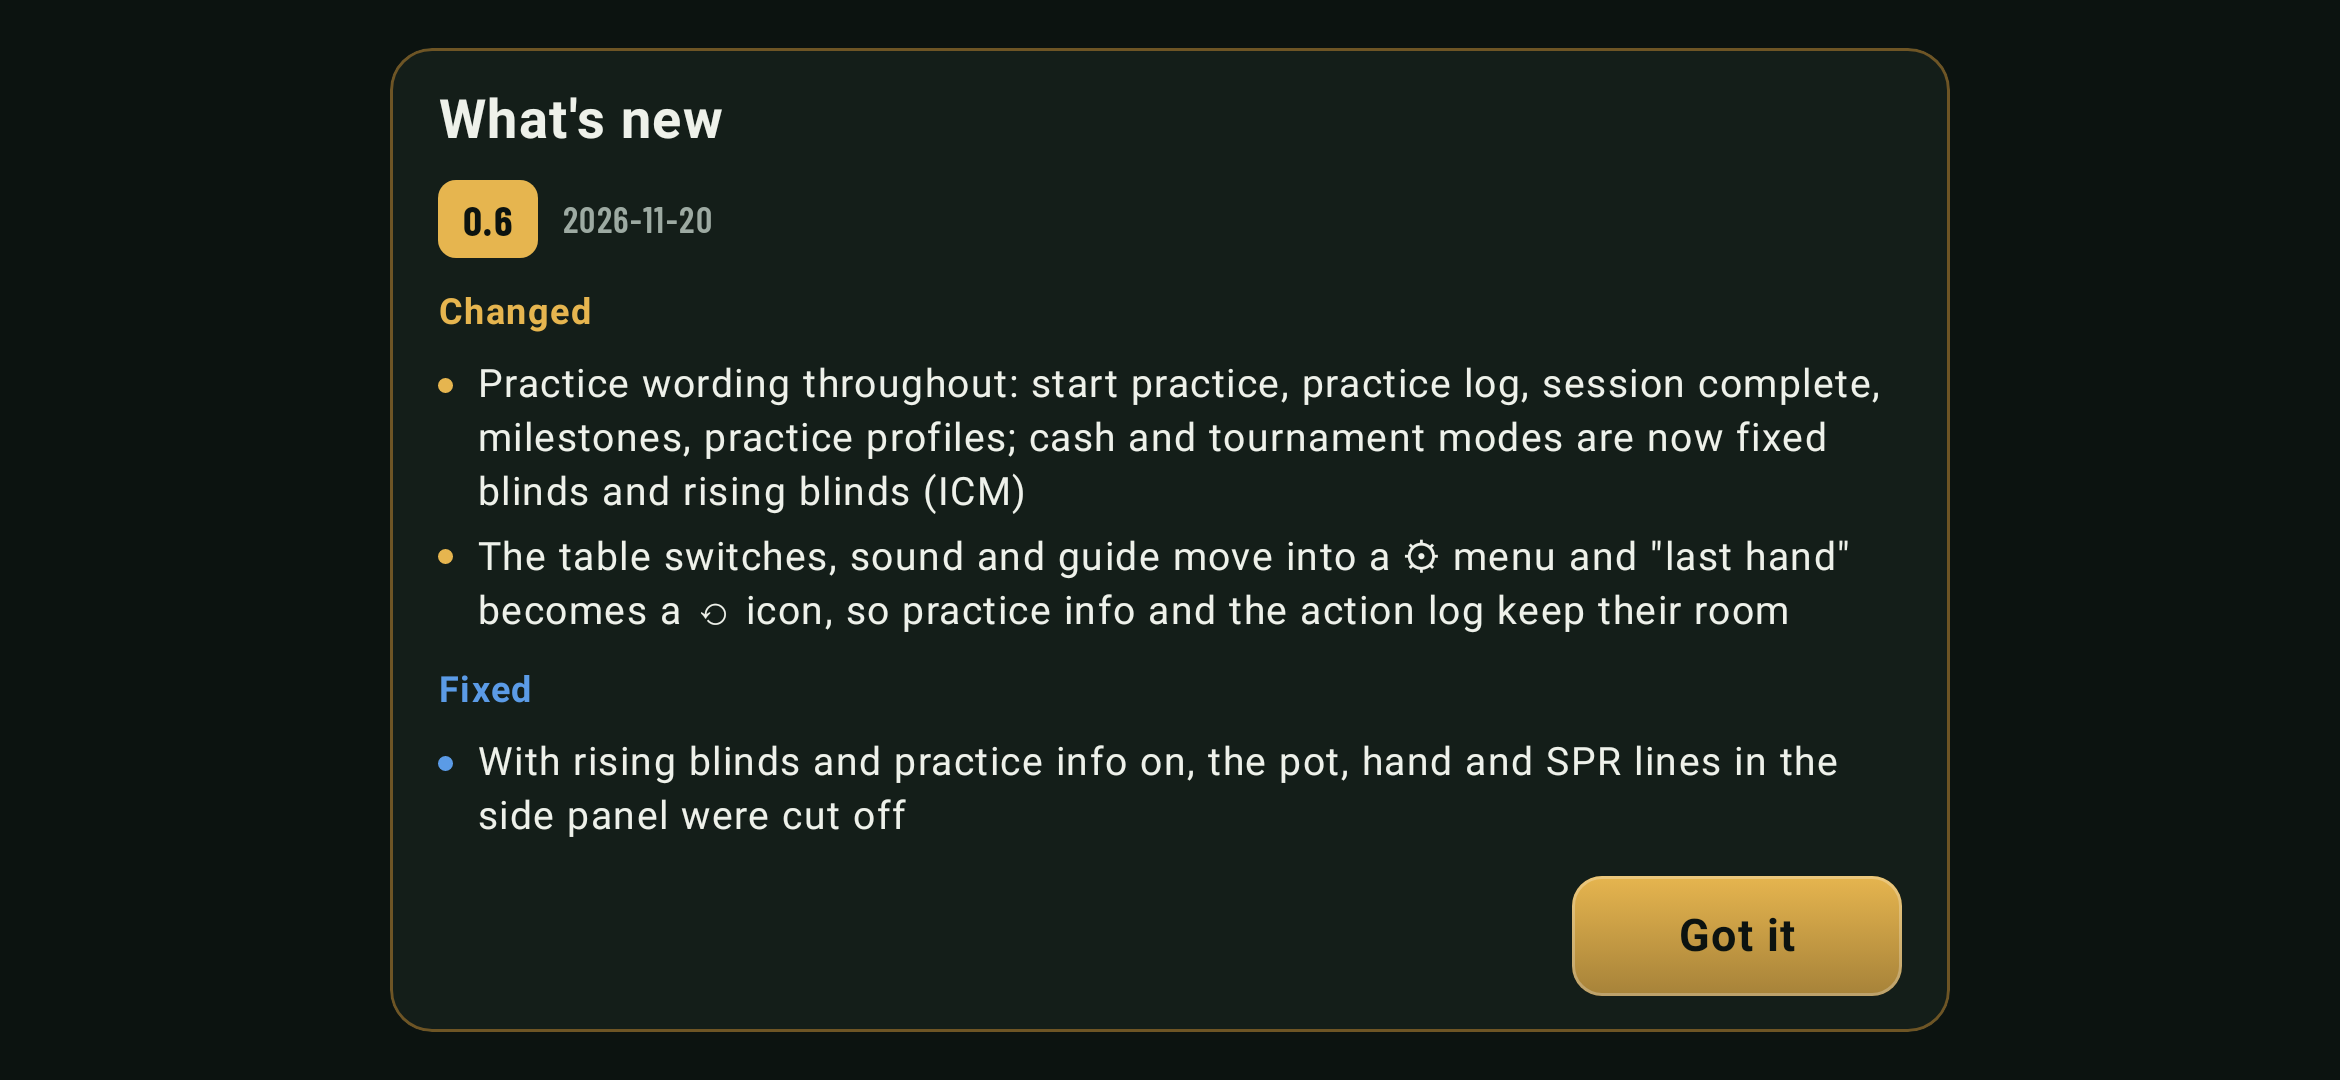 What's new
0.6 2026-11-20
Changed
Practice wording throughout: start practice, practice log, session complete,
milestones, practice profiles; cash and tournament modes are now fixed
blinds and rising blinds (ICM)
The table switches, sound and guide move into a ⚙ menu and "last hand"
becomes a ⟲ icon, so practice info and the action log keep their room
Fixed
With rising blinds and practice info on, the pot, hand and SPR lines in the
side panel were cut off
Got it